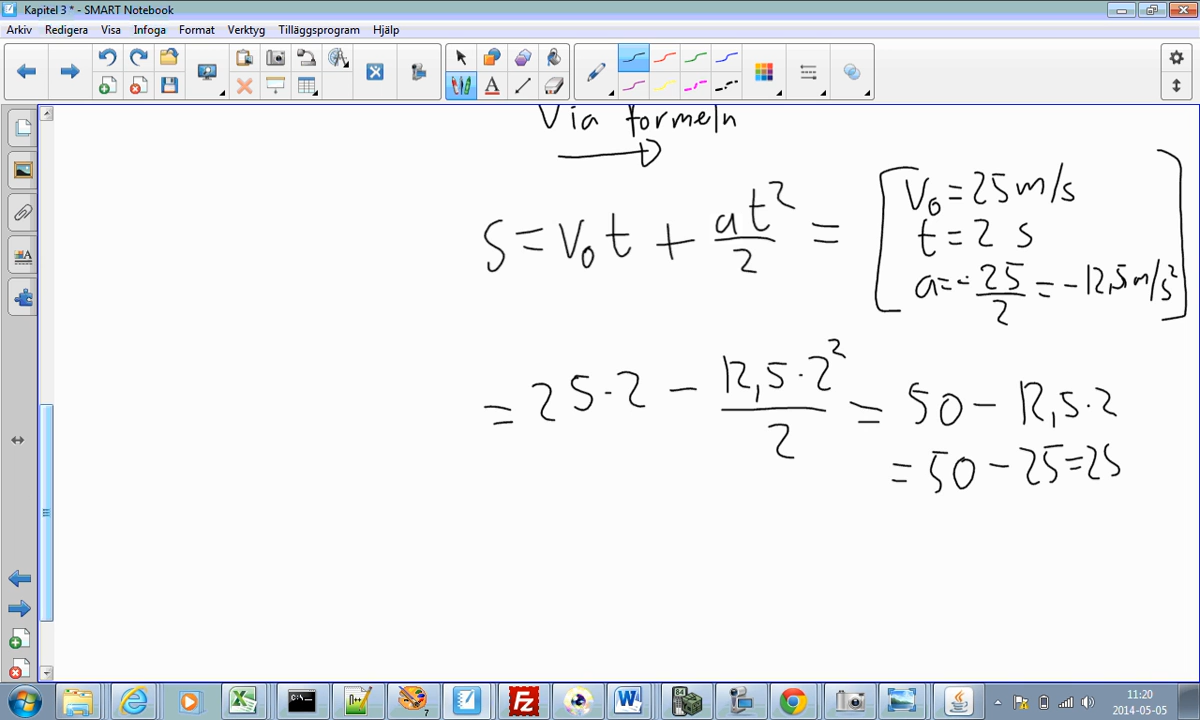 Kapitel 3 * - SMART Notebook
Arkiv Redigera Visa Infoga Format Verktyg Tilläggsprogram Hjälp
Via formeln
s = v₀t + at²/2 =
v₀ = 25 m/s
t = 2 s
a = -25/2 = -12,5 m/s²
= 25·2 - 12,5·2²/2 = 50 - 12,5·2
= 50 - 25 = 25
11:20
2014-05-05